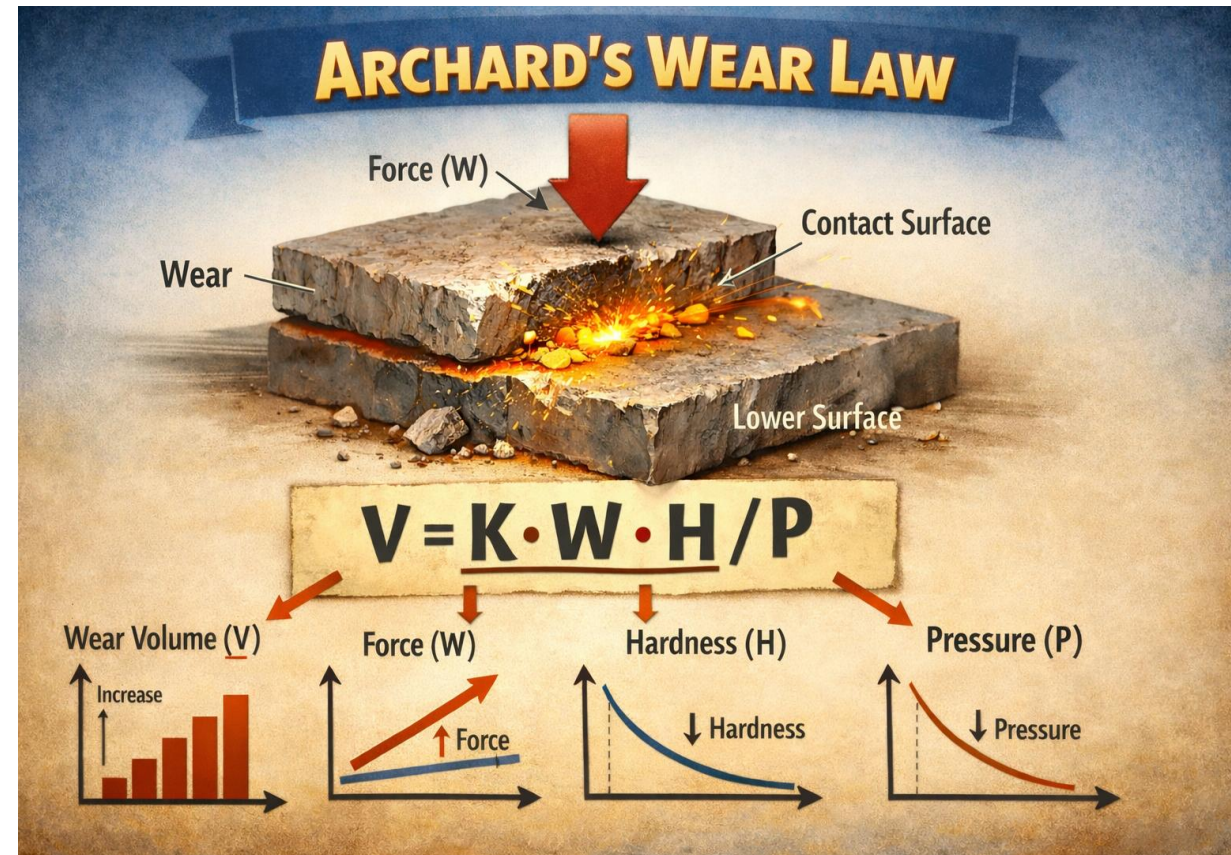 ARCHARD'S WEAR LAW
Force (W)
Contact Surface
Wear
Lower Surface
V = K • W • H / P
Wear Volume (V)
Force (W)
Hardness (H)
Pressure (P)
Increase
↑ Force
↓ Hardness
↓ Pressure